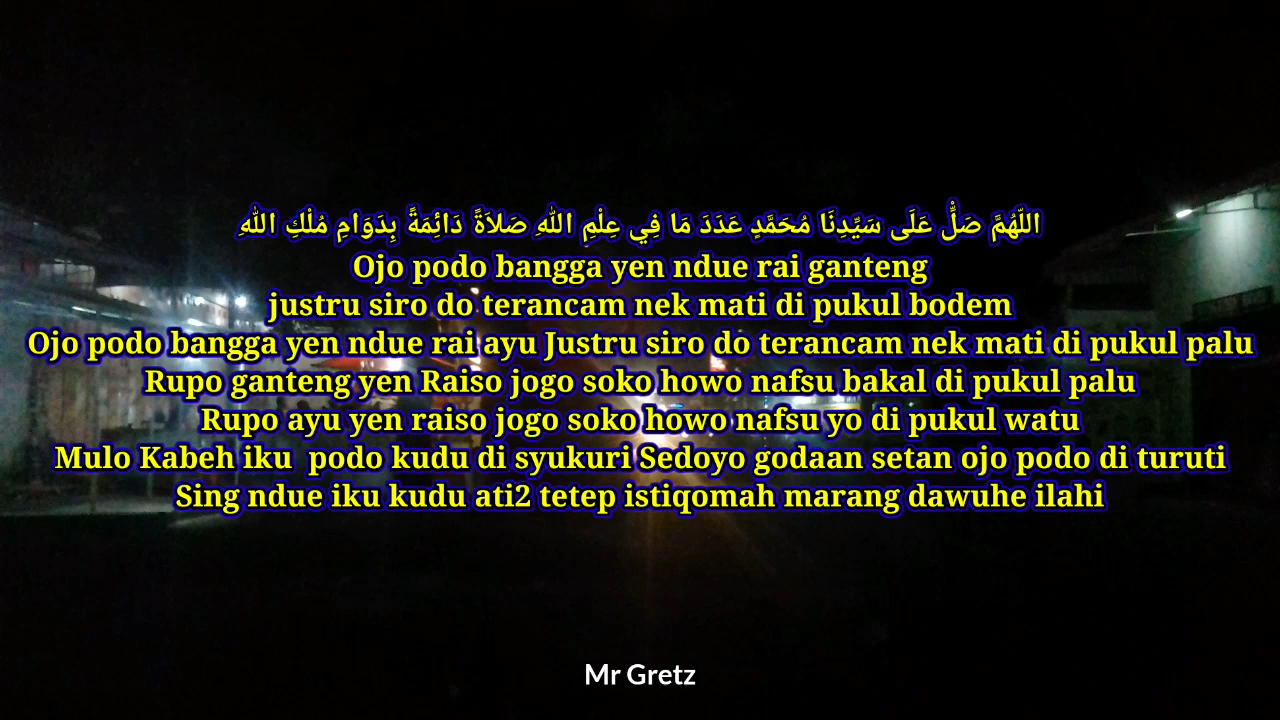 اللّهُمَّ صَلِّ عَلَى سَيِّدِنَا مُحَمَّدٍ عَدَدَ مَا فِي عِلْمِ اللهِ صَلاَةً دَائِمَةً بِدَوَامِ مُلْكِ اللهِ
Ojo podo bangga yen ndue rai ganteng
justru siro do terancam nek mati di pukul bodem
Ojo podo bangga yen ndue rai ayu Justru siro do terancam nek mati di pukul palu
Rupo ganteng yen Raiso jogo soko howo nafsu bakal di pukul palu
Rupo ayu yen raiso jogo soko howo nafsu yo di pukul watu
Mulo Kabeh iku  podo kudu di syukuri Sedoyo godaan setan ojo podo di turuti
Sing ndue iku kudu ati2 tetep istiqomah marang dawuhe ilahi
Mr Gretz